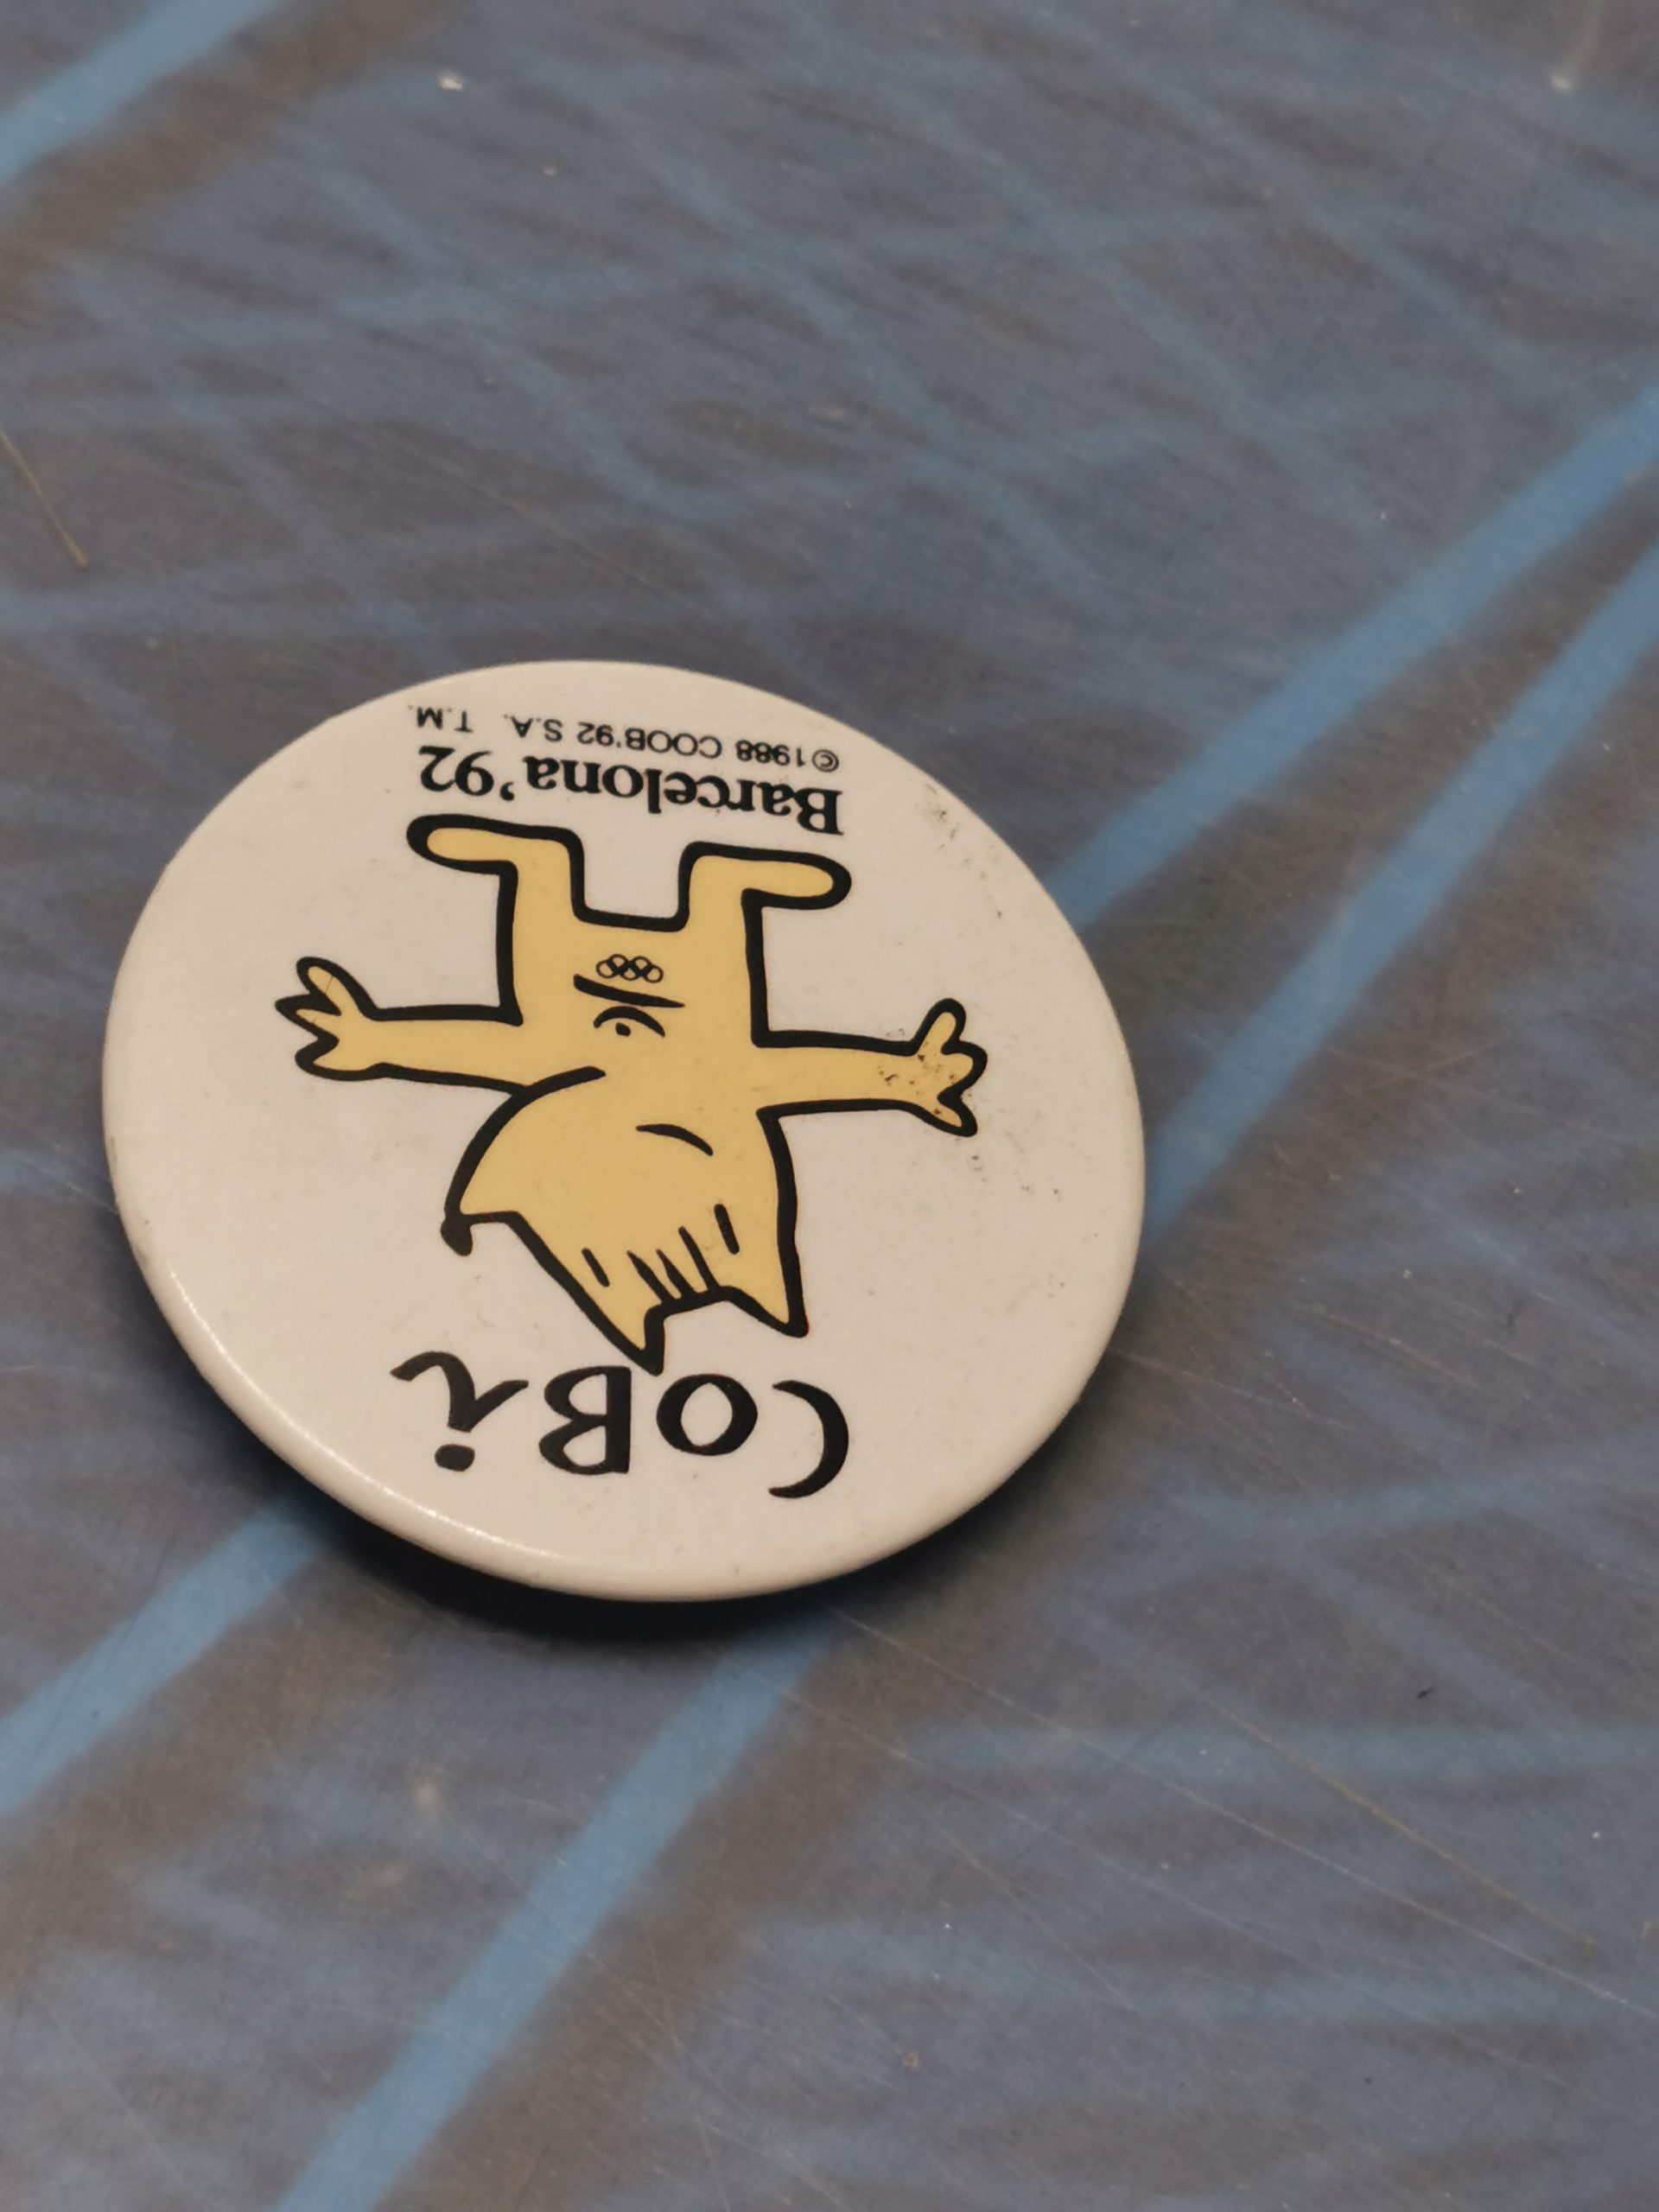 CoBi
Barcelona'92
©1988 COOB'92 S.A. T.M.